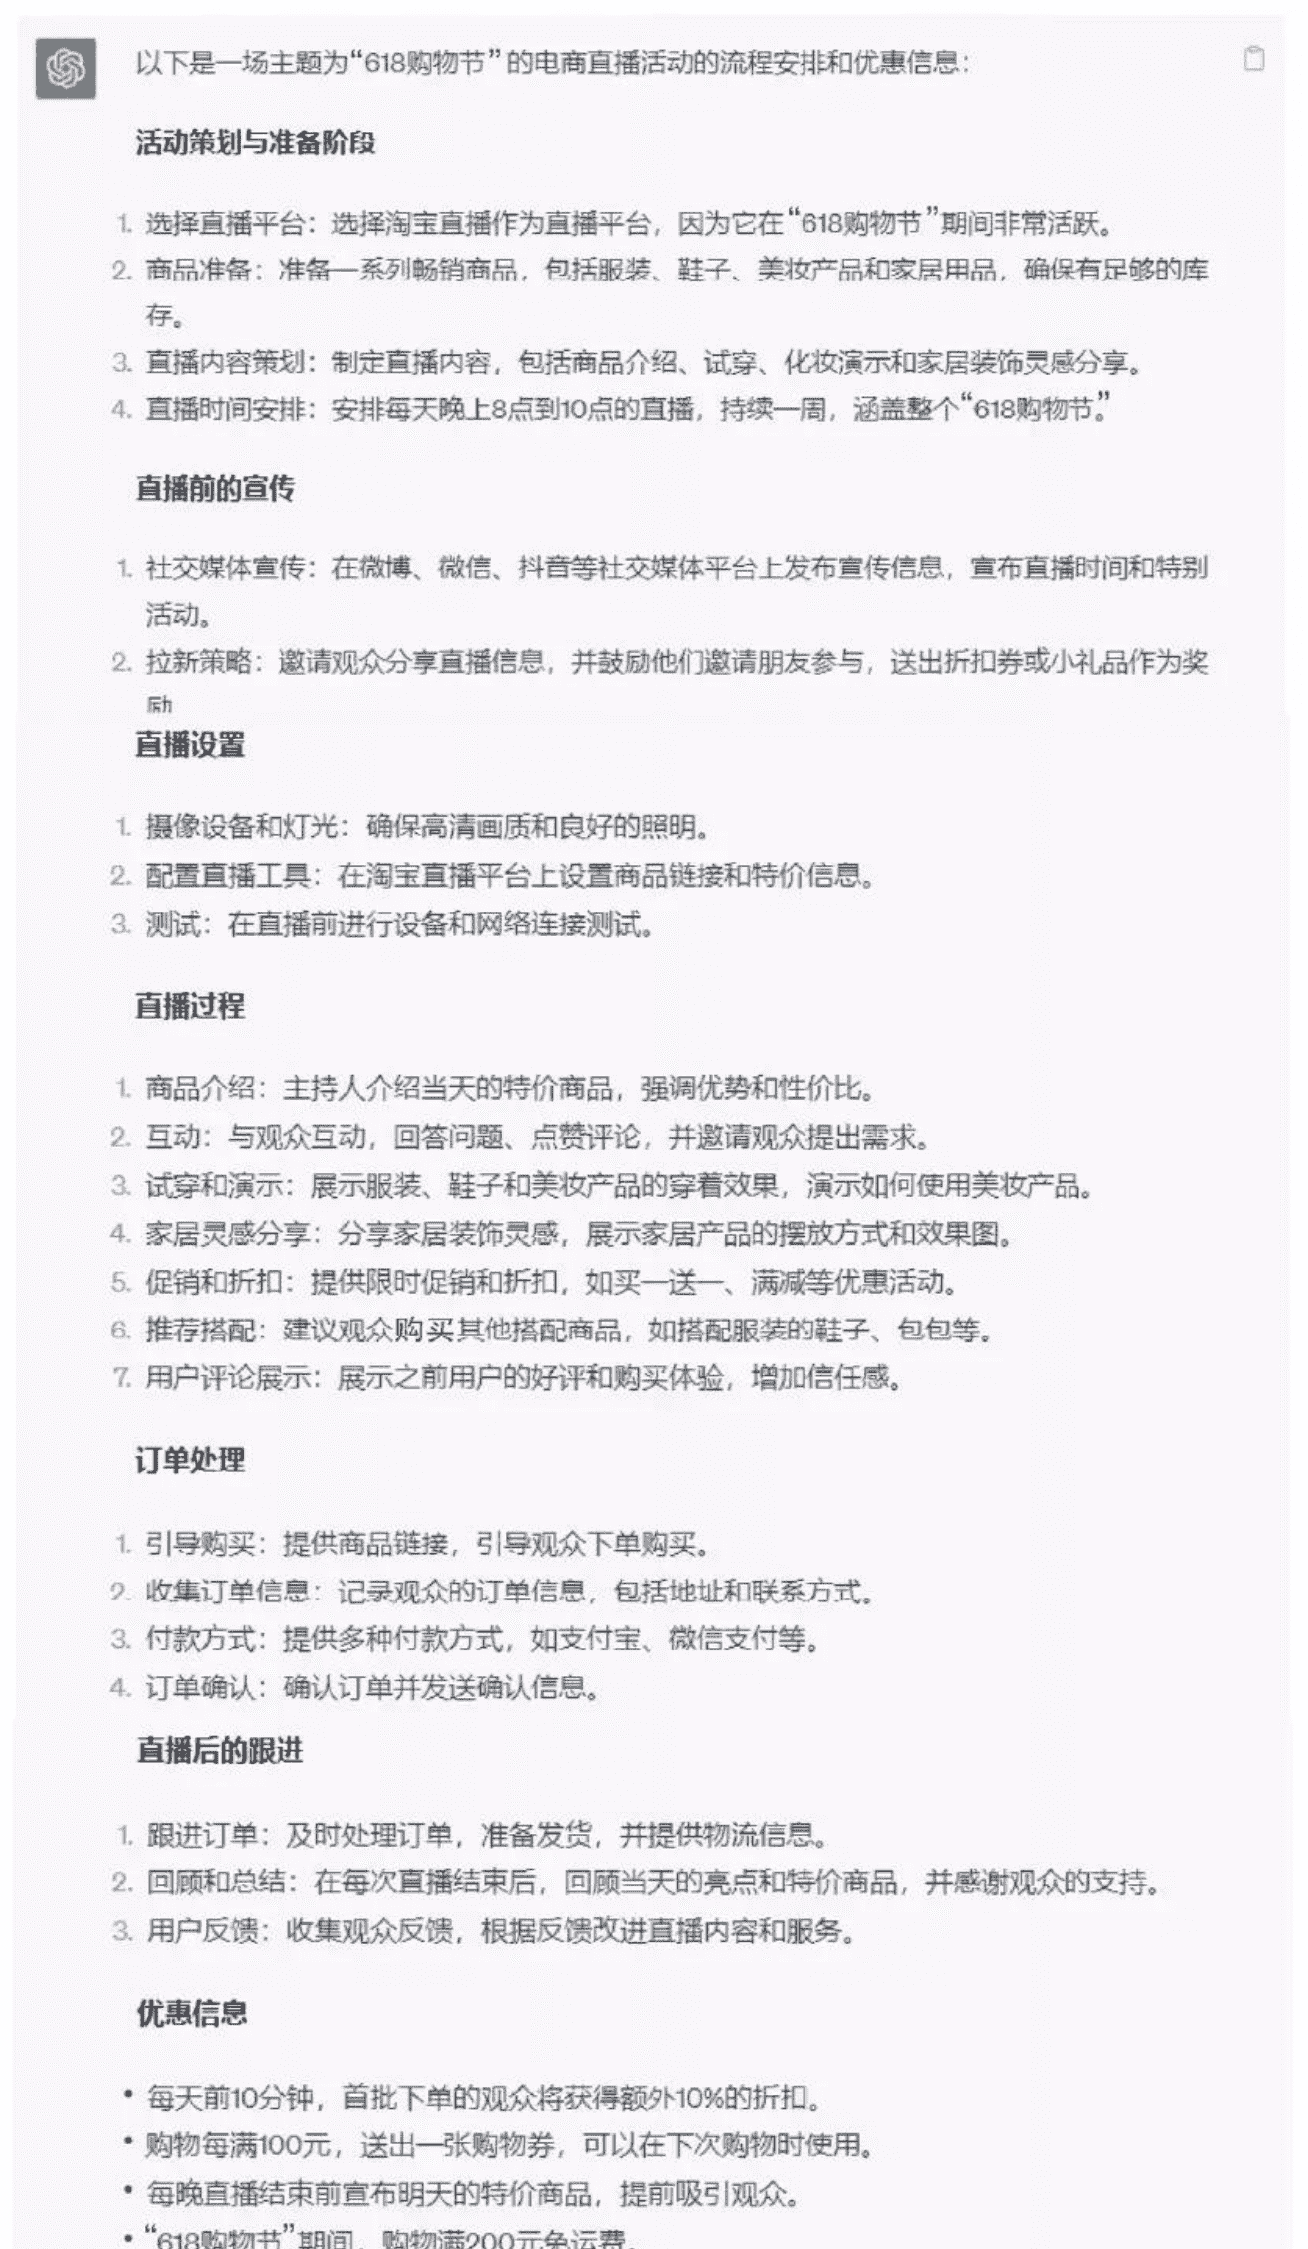 以下是一场主题为“618购物节”的电商直播活动的流程安排和优惠信息：
活动策划与准备阶段
1. 选择直播平台：选择淘宝直播作为直播平台，因为它在“618购物节”期间非常活跃。
2. 商品准备：准备一系列畅销商品，包括服装、鞋子、美妆产品和家居用品，确保有足够的库
存。
3. 直播内容策划：制定直播内容，包括商品介绍、试穿、化妆演示和家居装饰灵感分享。
4. 直播时间安排：安排每天晚上8点到10点的直播，持续一周，涵盖整个“618购物节。”
直播前的宣传
1. 社交媒体宣传：在微博、微信、抖音等社交媒体平台上发布宣传信息，宣布直播时间和特别
活动。
2. 拉新策略：邀请观众分享直播信息，并鼓励他们邀请朋友参与，送出折扣券或小礼品作为奖
励
直播设置
1. 摄像设备和灯光：确保高清画质和良好的照明。
2. 配置直播工具：在淘宝直播平台上设置商品链接和特价信息。
3. 测试：在直播前进行设备和网络连接测试。
直播过程
1. 商品介绍：主持人介绍当天的特价商品，强调优势和性价比。
2. 互动：与观众互动，回答问题、点赞评论，并邀请观众提出需求。
3. 试穿和演示：展示服装、鞋子和美妆产品的穿着效果，演示如何使用美妆产品。
4. 家居灵感分享：分享家居装饰灵感，展示家居产品的摆放方式和效果图。
5. 促销和折扣：提供限时促销和折扣，如买一送一、满减等优惠活动。
6. 推荐搭配：建议观众购买其他搭配商品，如搭配服装的鞋子、包包等。
7. 用户评论展示：展示之前用户的好评和购买体验，增加信任感。
订单处理
1. 引导购买：提供商品链接，引导观众下单购买。
2. 收集订单信息：记录观众的订单信息，包括地址和联系方式。
3. 付款方式：提供多种付款方式，如支付宝、微信支付等。
4. 订单确认：确认订单并发送确认信息。
直播后的跟进
1. 跟进订单：及时处理订单，准备发货，并提供物流信息。
2. 回顾和总结：在每次直播结束后，回顾当天的亮点和特价商品，并感谢观众的支持。
3. 用户反馈：收集观众反馈，根据反馈改进直播内容和服务。
优惠信息
• 每天前10分钟，首批下单的观众将获得额外10%的折扣。
• 购物每满100元，送出一张购物券，可以在下次购物时使用。
• 每晚直播结束前宣布明天的特价商品，提前吸引观众。
• “618购物节”期间，购物满200元免运费。